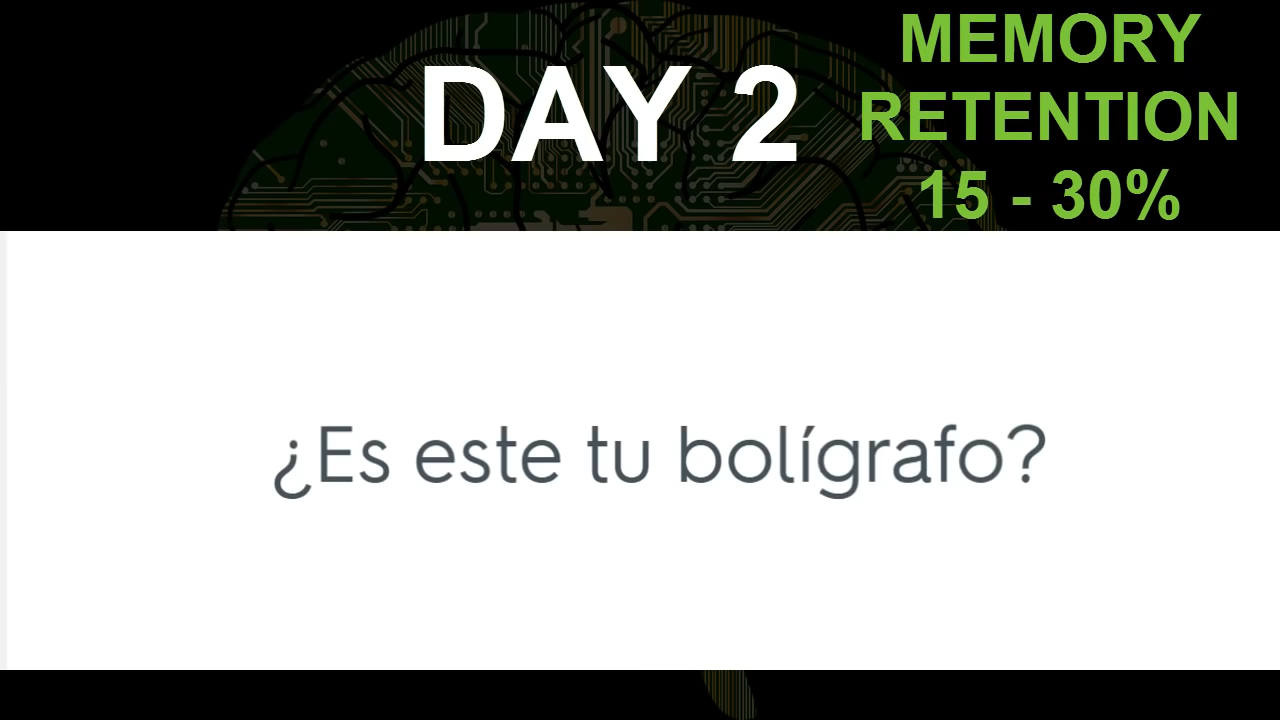 DAY 2
MEMORY
RETENTION
15 - 30%
¿Es este tu bolígrafo?